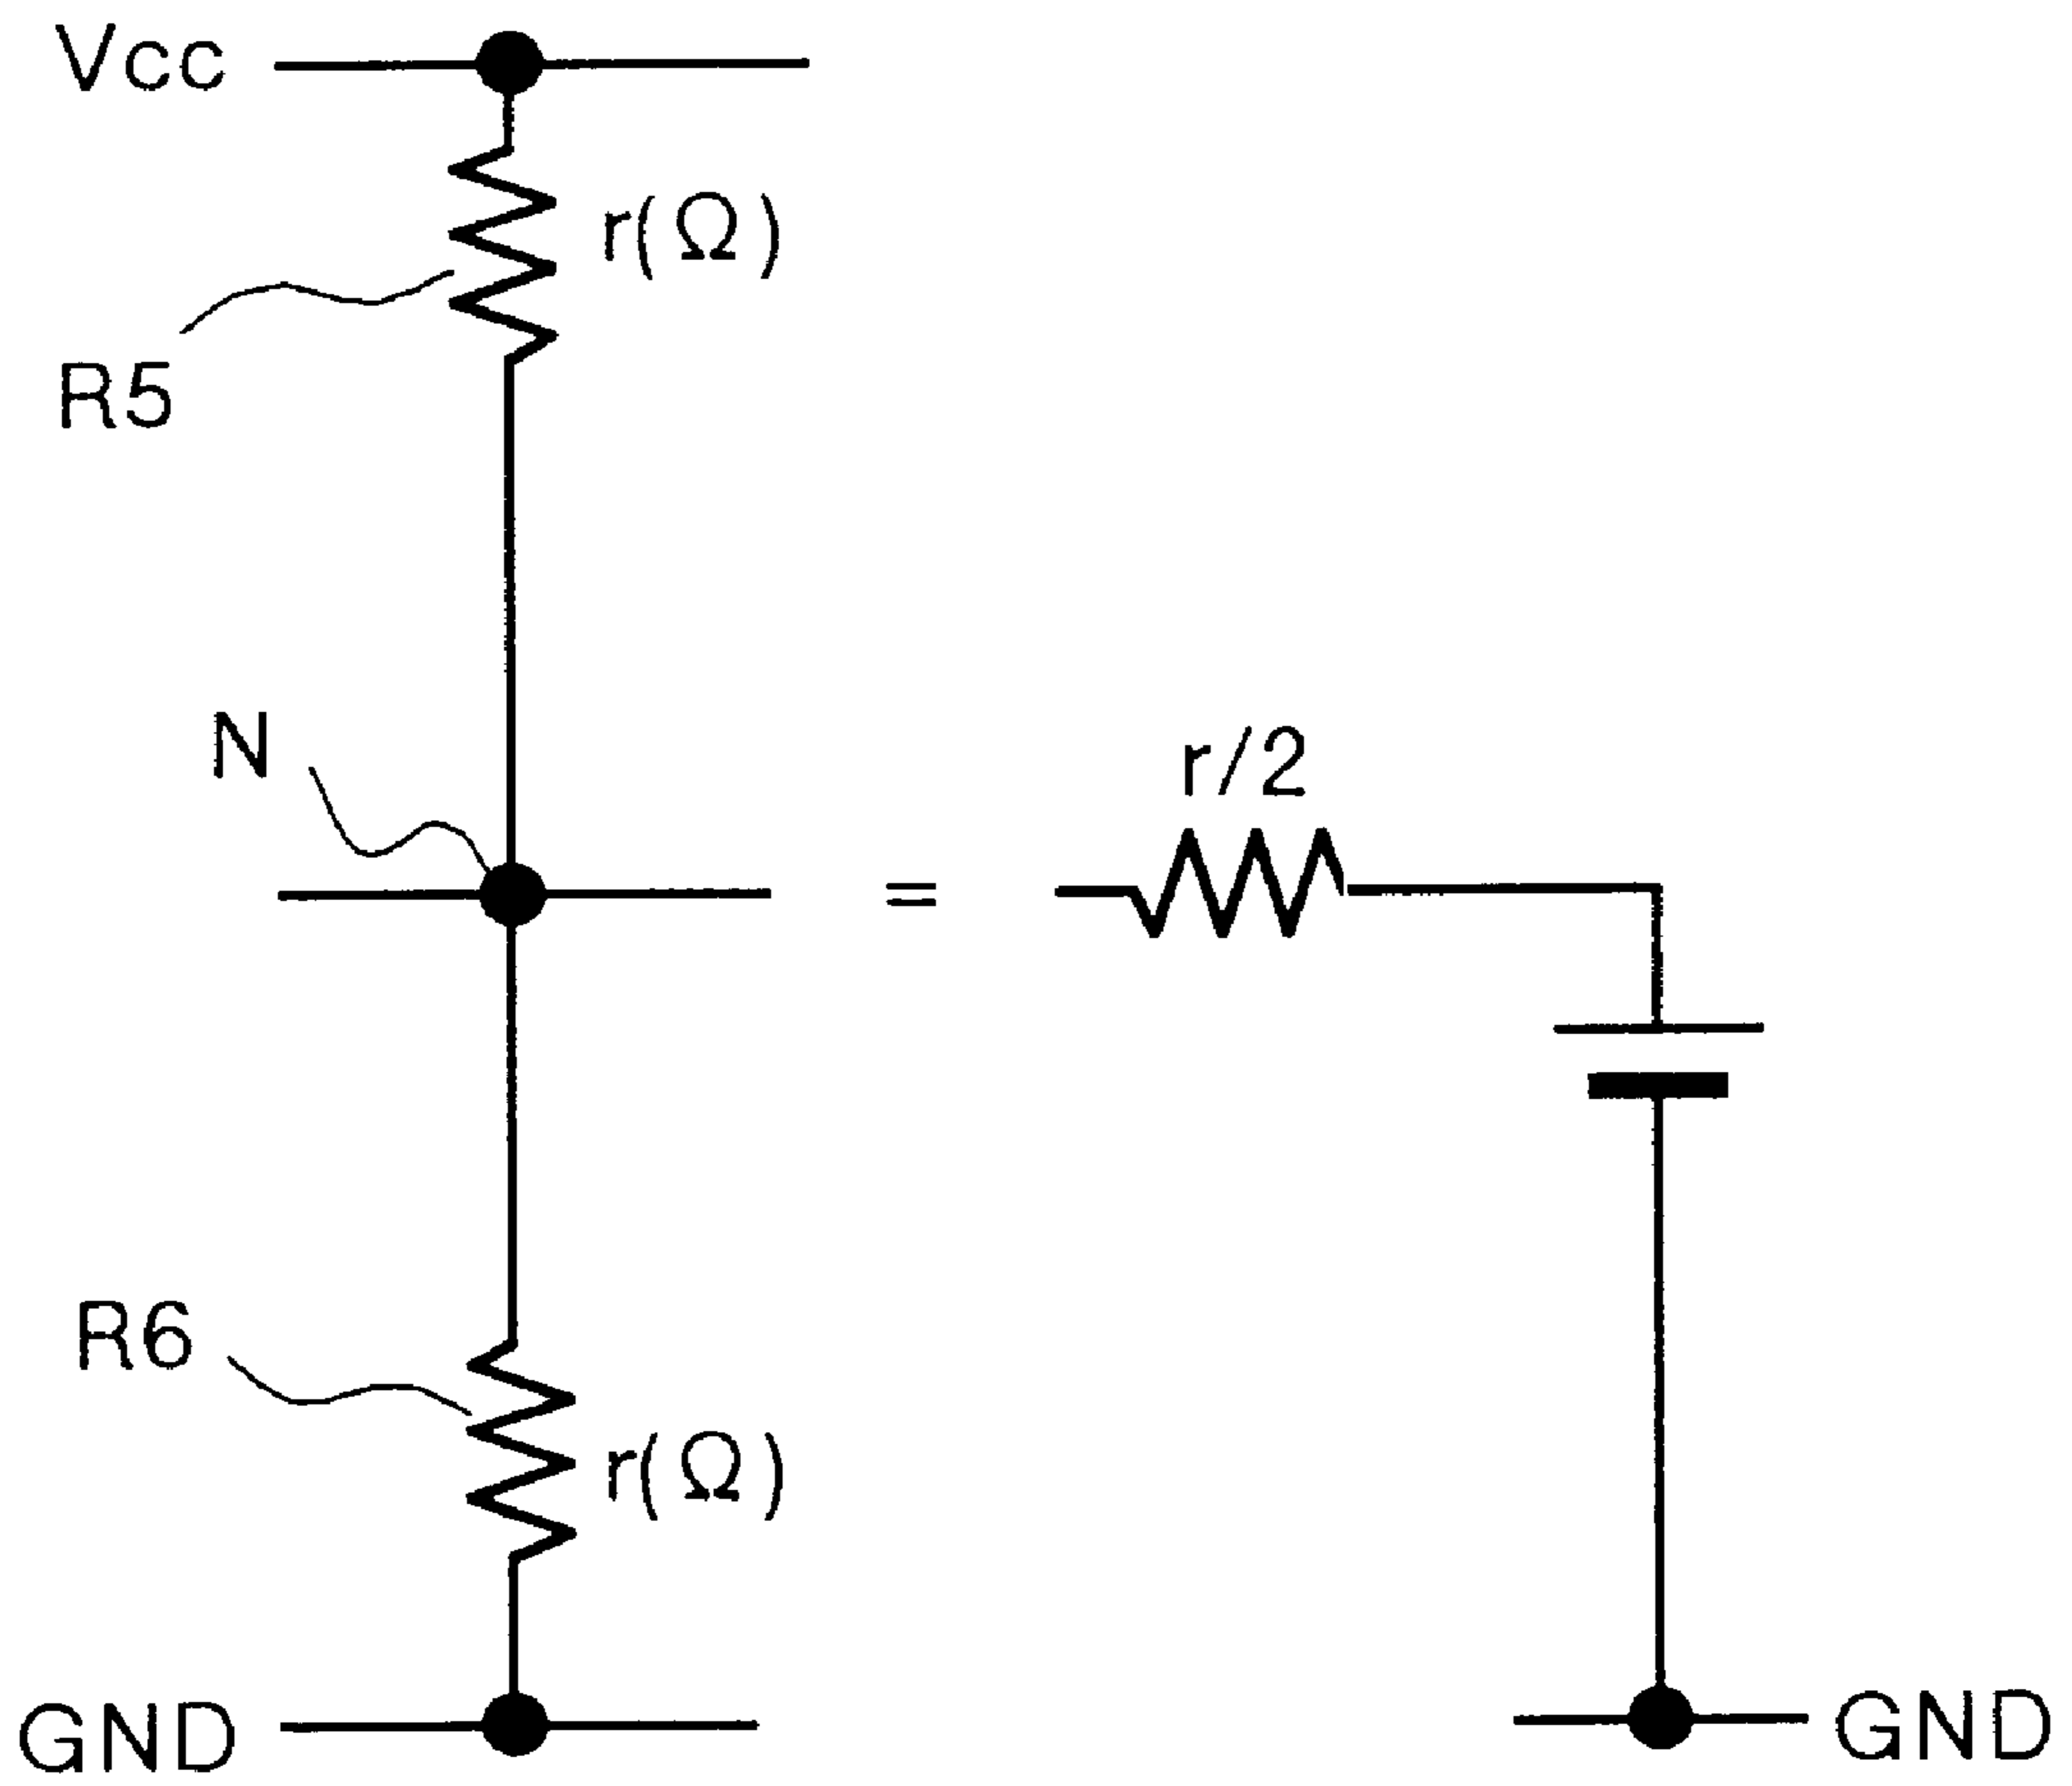 Vcc
r(Ω)
R5
N
=
r/2
R6
r(Ω)
GND
GND